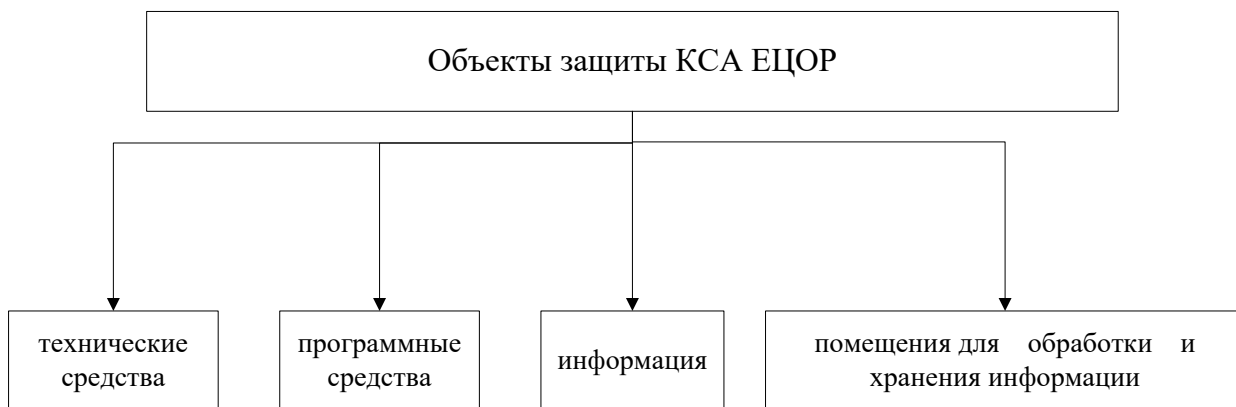 Объекты защиты КСА ЕЦОР
технические
средства
программные
средства
информация
помещения для обработки и
хранения информации